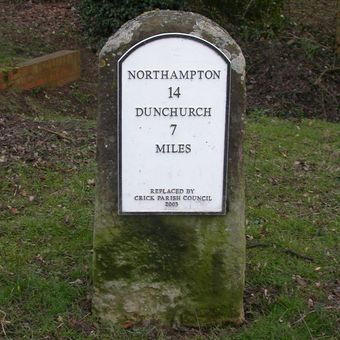 NORTHAMPTON
14
DUNCHURCH
7
MILES
REPLACED BY
CRICK PARISH COUNCIL
2003